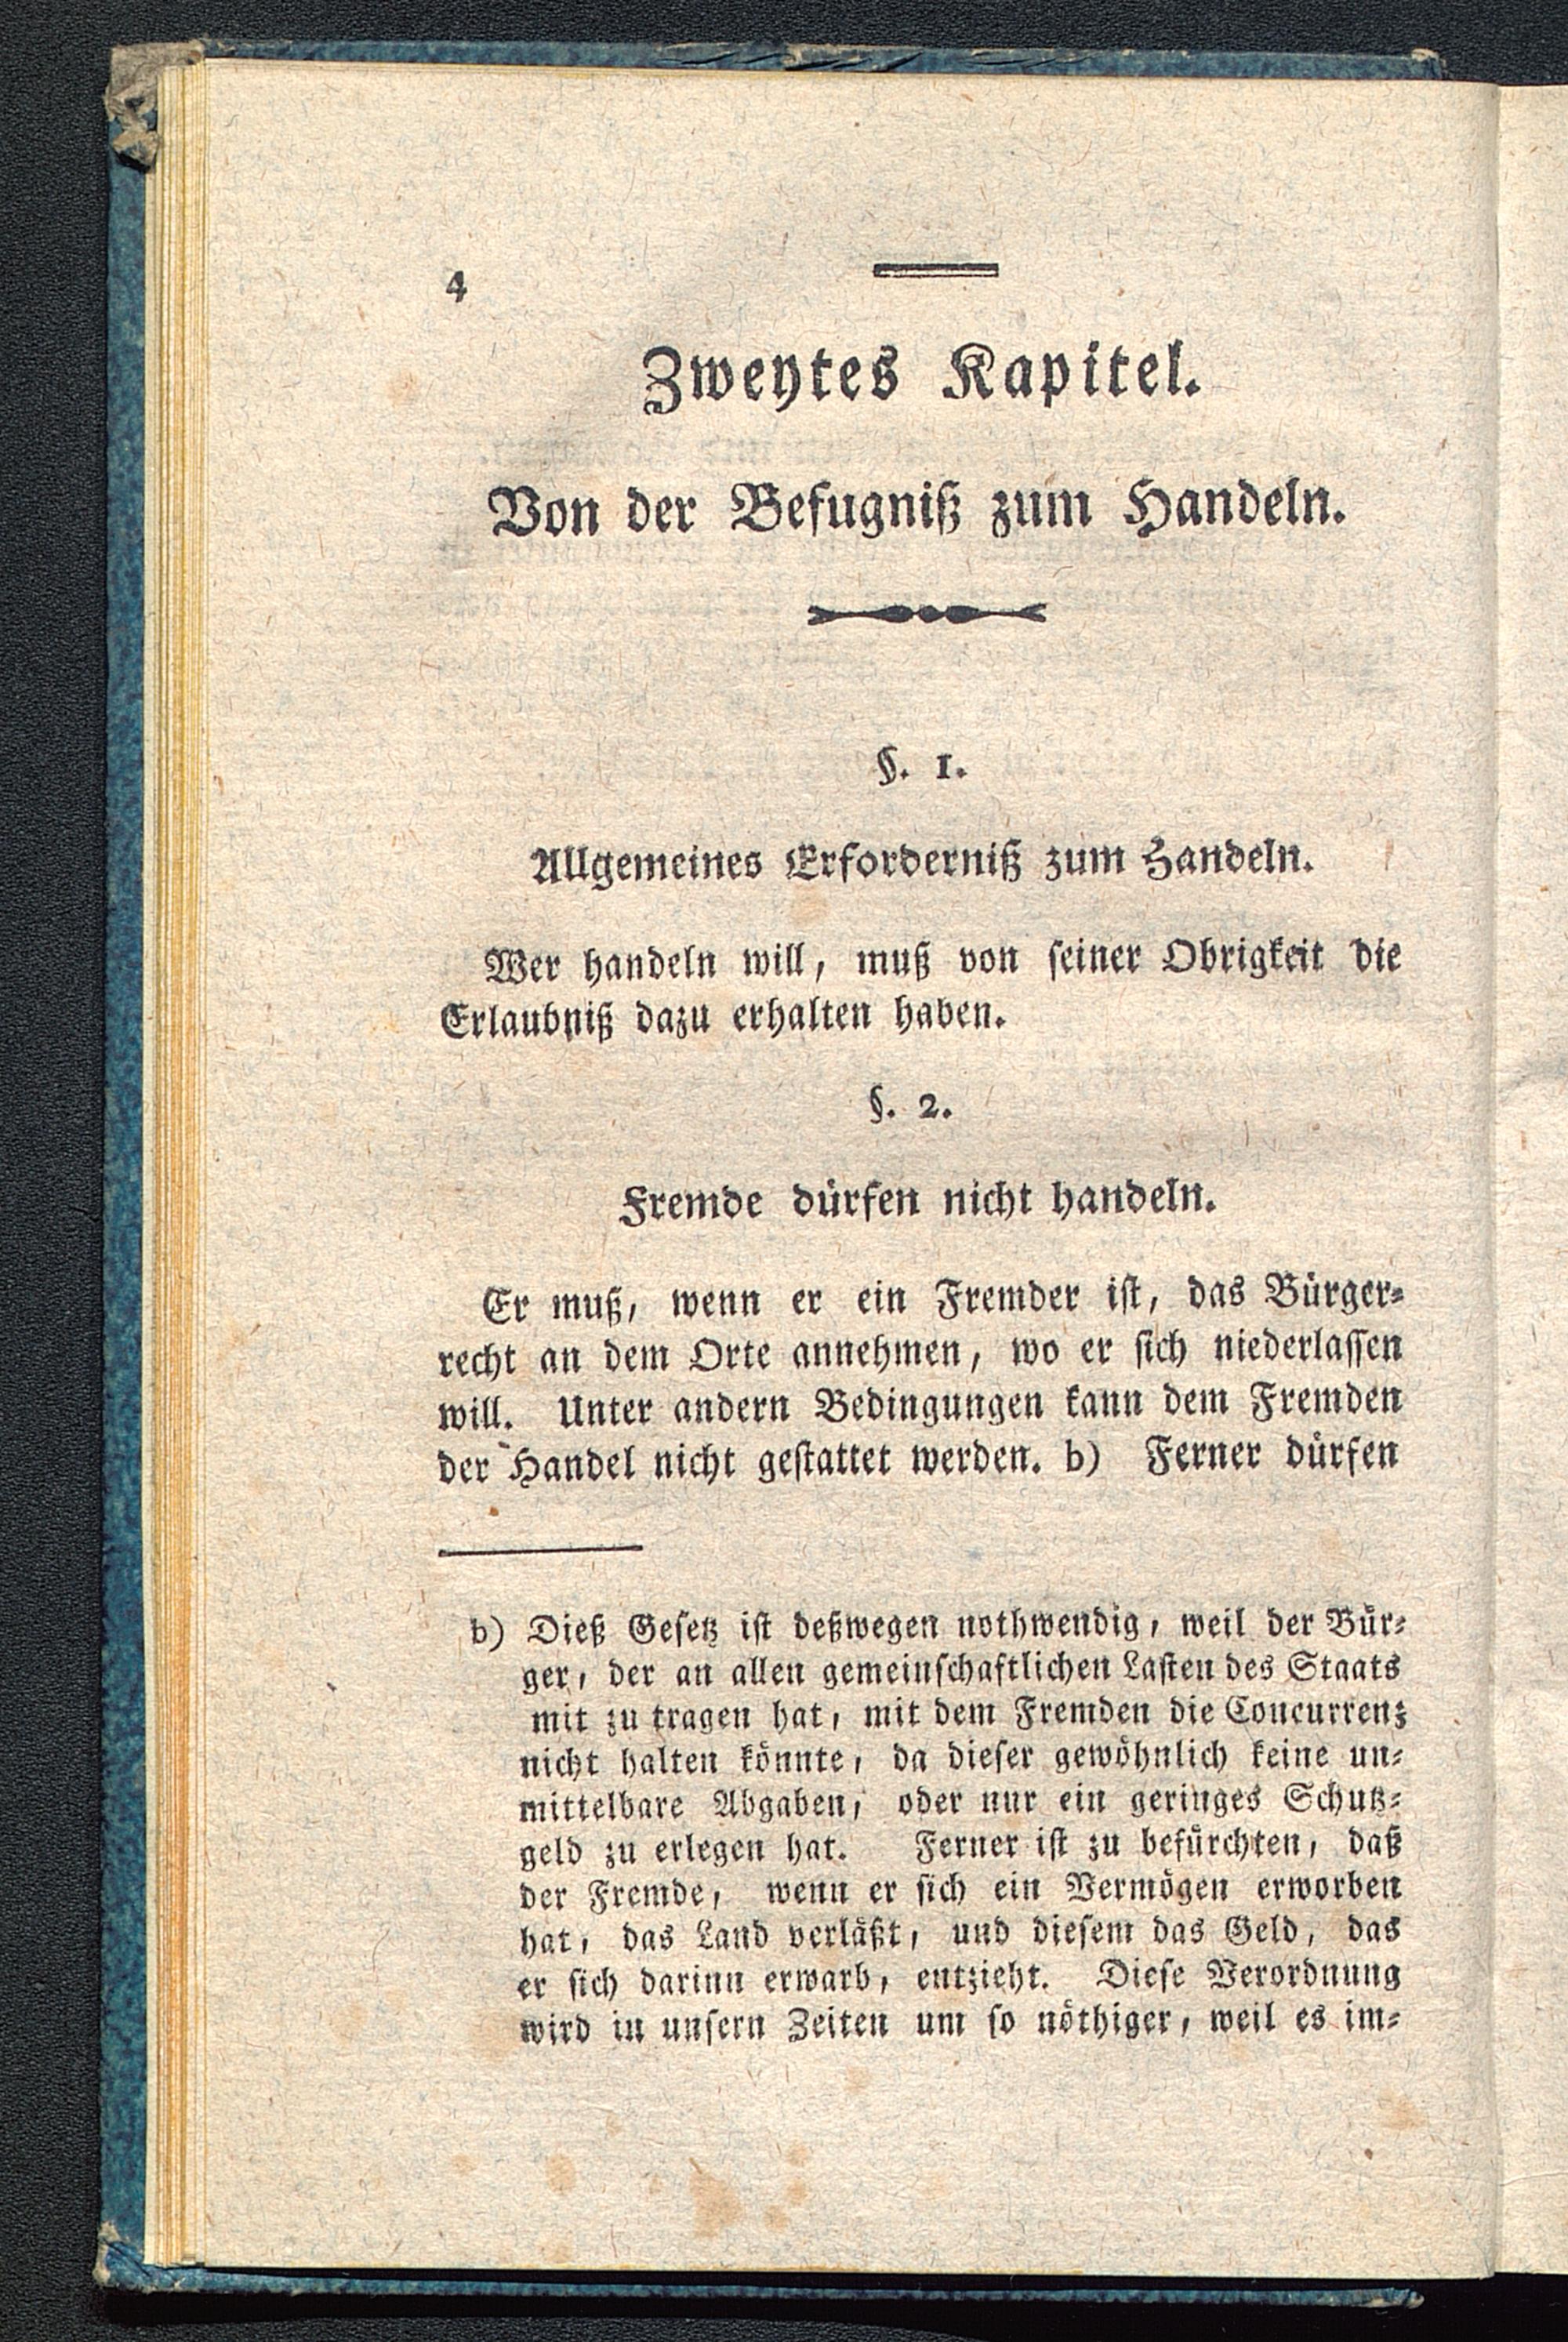 4
Zweytes Kapitel.
Von der Befugniß zum Handeln.
§. 1.
Allgemeines Erforderniß zum Handeln.
Wer handeln will, muß von seiner Obrigkeit die
Erlaubniß dazu erhalten haben.
§. 2.
Fremde dürfen nicht handeln.
Er muß, wenn er ein Fremder ist, das Bürger-
recht an dem Orte annehmen, wo er sich niederlassen
will. Unter andern Bedingungen kann dem Fremden
der Handel nicht gestattet werden. b) Ferner dürfen
b) Dieß Gesetz ist deßwegen nothwendig, weil der Bür-
ger, der an allen gemeinschaftlichen Lasten des Staats
mit zu tragen hat, mit dem Fremden die Concurrenz
nicht halten könnte, da dieser gewöhnlich keine un-
mittelbare Abgaben, oder nur ein geringes Schutz-
geld zu erlegen hat. Ferner ist zu befürchten, daß
der Fremde, wenn er sich ein Vermögen erworben
hat, das Land verläßt, und diesem das Geld, das
er sich darinn erwarb, entzieht. Diese Verordnung
wird in unsern Zeiten um so nöthiger, weil es im-